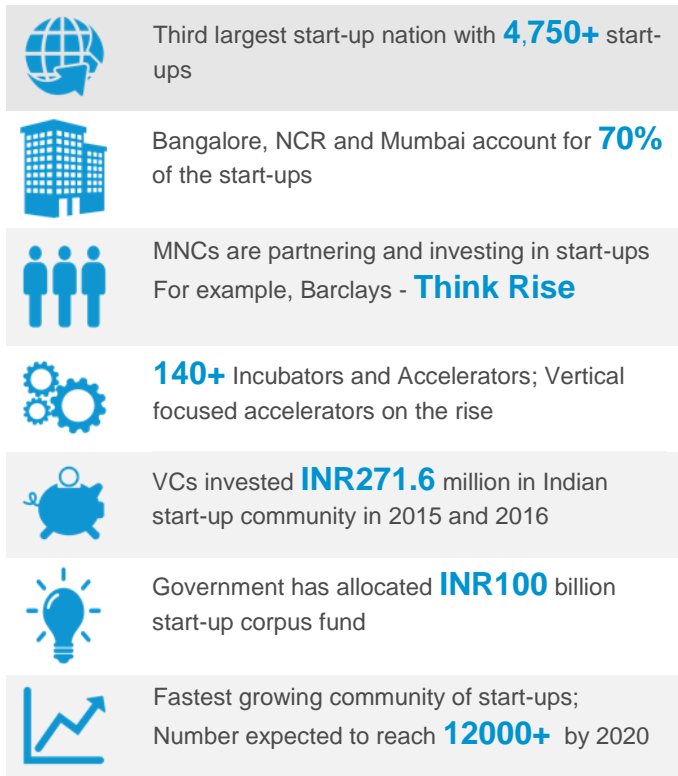 Third largest start-up nation with 4,750+ start-
ups
Bangalore, NCR and Mumbai account for 70%
of the start-ups
MNCs are partnering and investing in start-ups
For example, Barclays - Think Rise
140+ Incubators and Accelerators; Vertical
focused accelerators on the rise
VCs invested INR271.6 million in Indian
start-up community in 2015 and 2016
Government has allocated INR100 billion
start-up corpus fund
Fastest growing community of start-ups;
Number expected to reach 12000+ by 2020